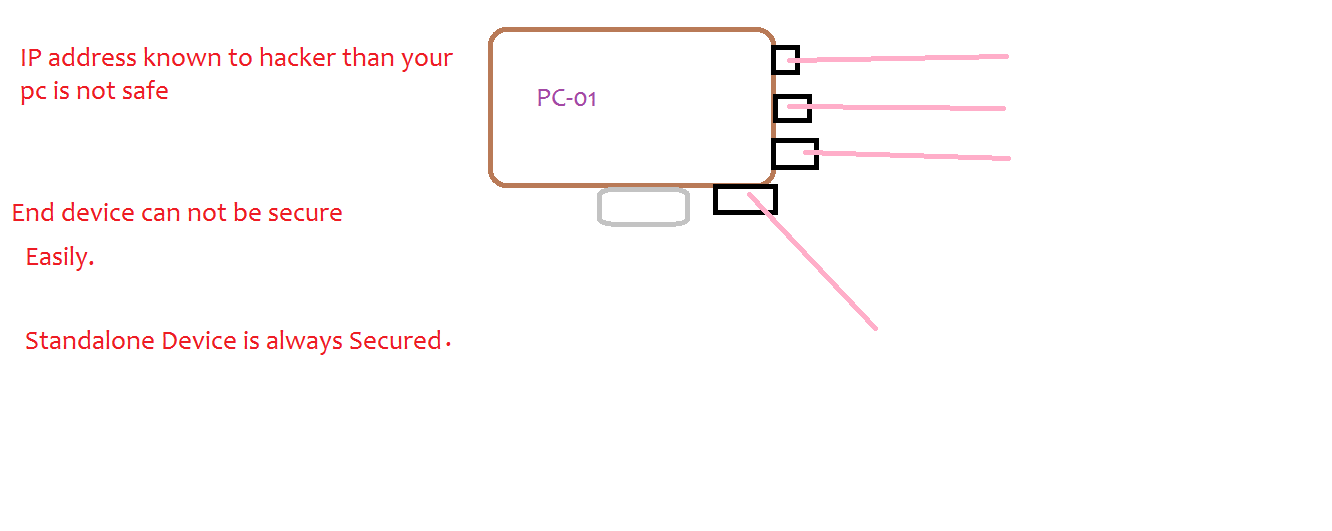 IP address known to hacker than your
pc is not safe
PC-01
End device can not be secure
Easily.
Standalone Device is always Secured.